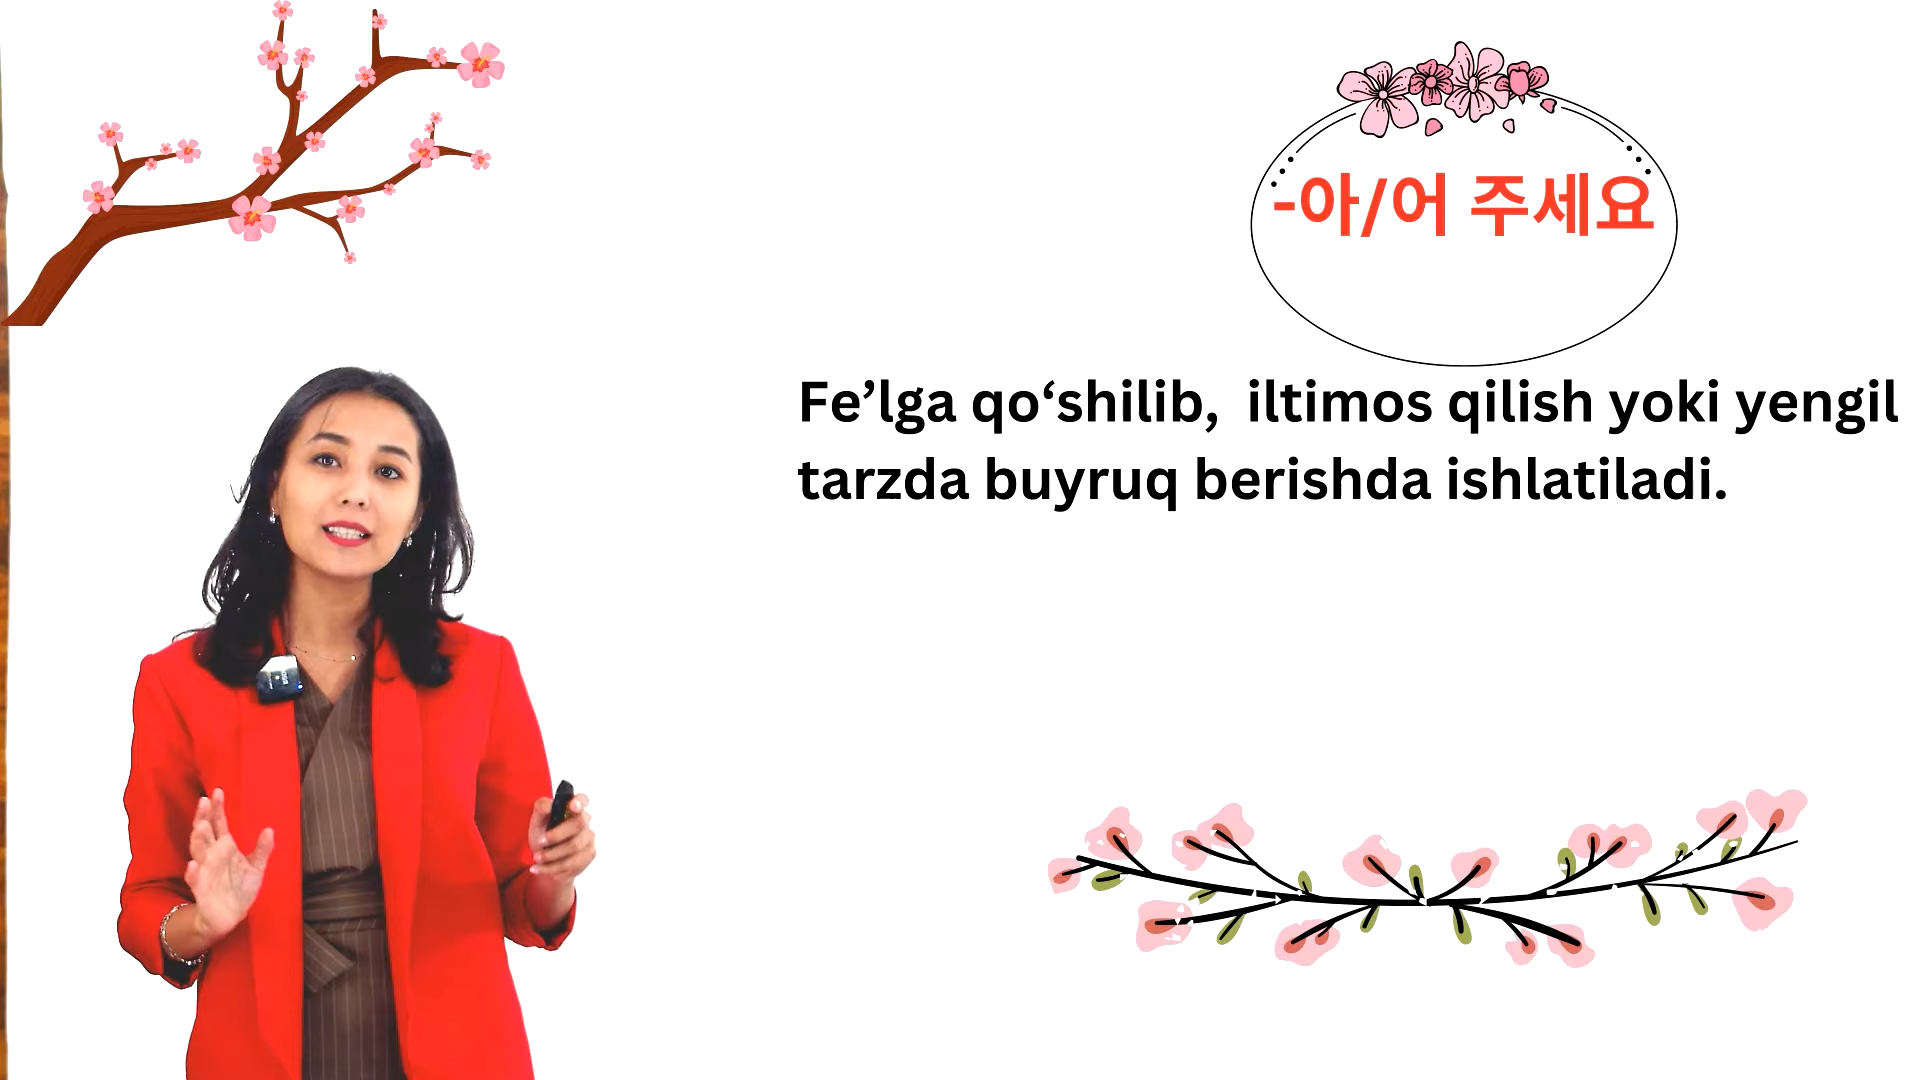 -아/어 주세요
Fe’lga qo‘shilib,  iltimos qilish yoki yengil
tarzda buyruq berishda ishlatiladi.